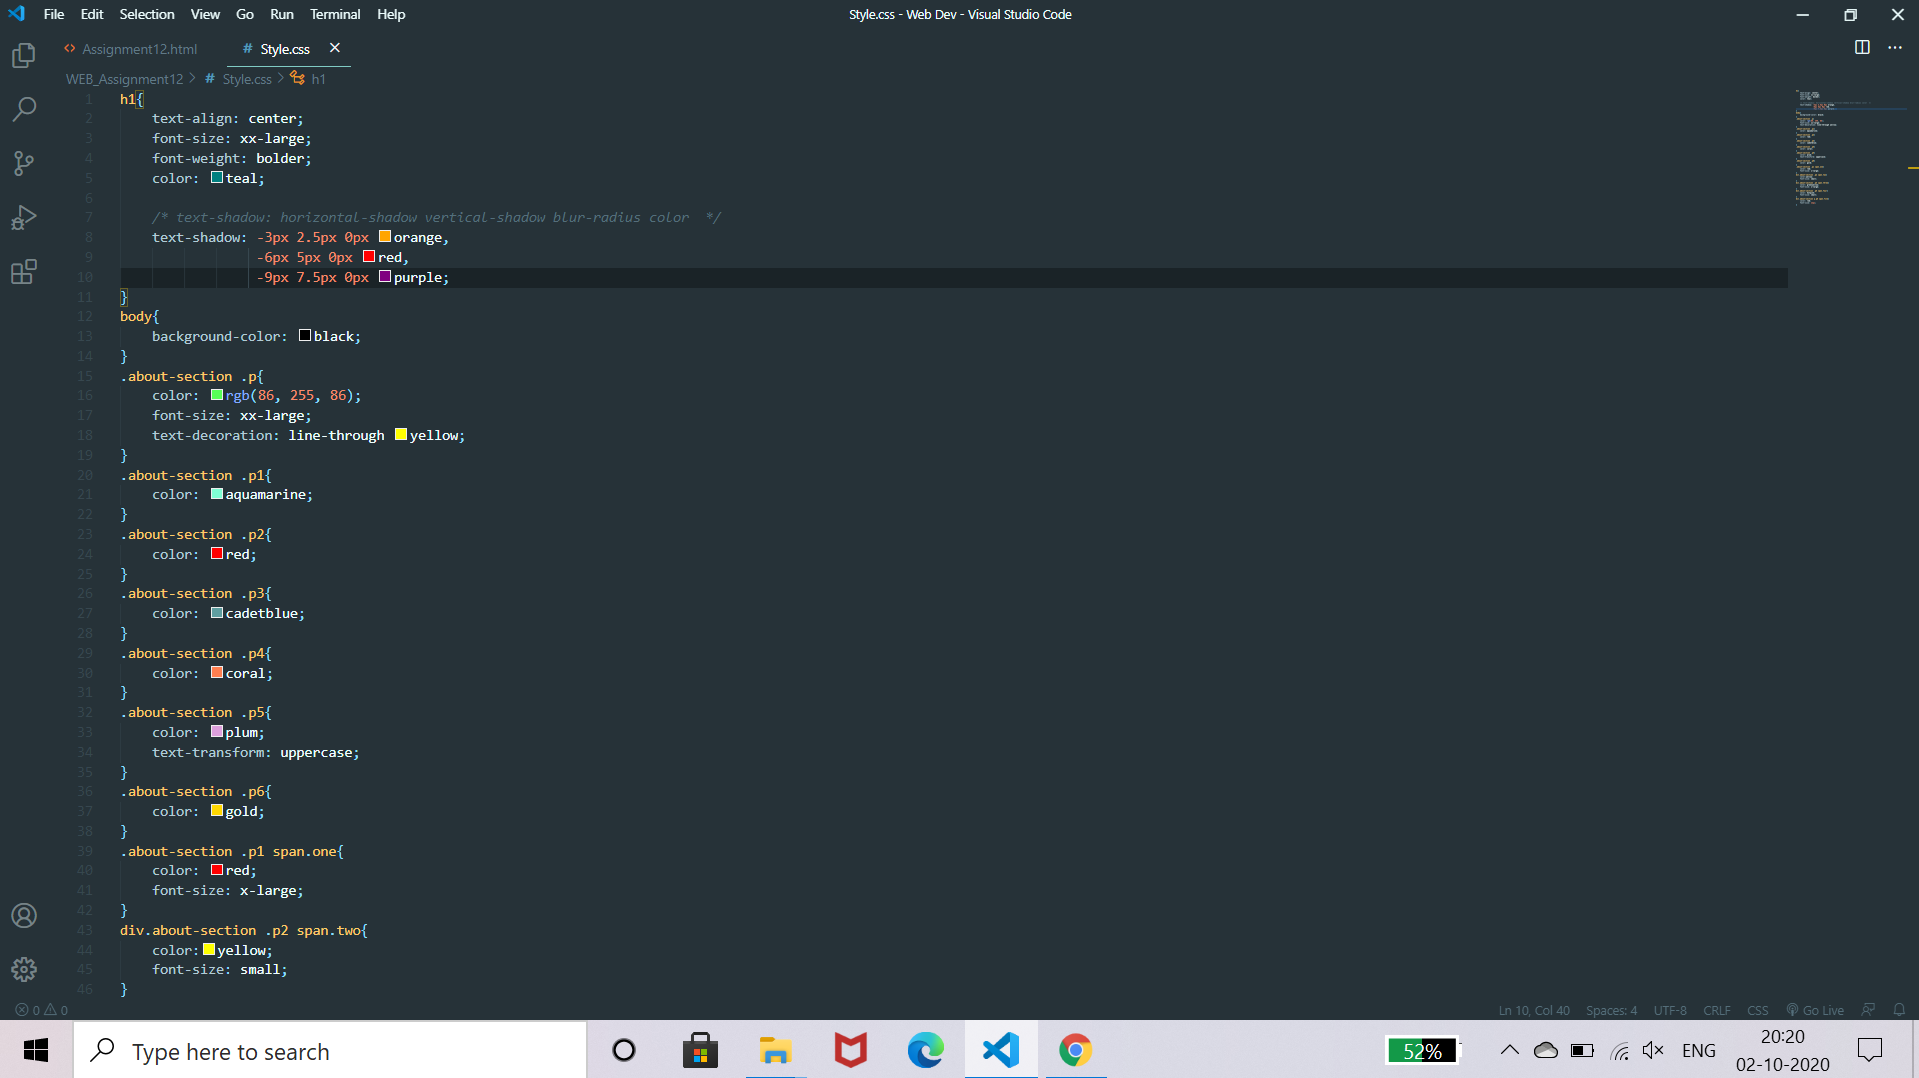 File Edit Selection View Go Run Terminal Help
Style.css - Web Dev - Visual Studio Code
Assignment12.html
# Style.css
WEB_Assignment12 > # Style.css > h1
1 h1{
2 text-align: center;
3 font-size: xx-large;
4 font-weight: bolder;
5 color: teal;
6
7 /* text-shadow: horizontal-shadow vertical-shadow blur-radius color  */
8 text-shadow: -3px 2.5px 0px orange,
9 -6px 5px 0px red,
10 -9px 7.5px 0px purple;
11 }
12 body{
13 background-color: black;
14 }
15 .about-section .p{
16 color: rgb(86, 255, 86);
17 font-size: xx-large;
18 text-decoration: line-through yellow;
19 }
20 .about-section .p1{
21 color: aquamarine;
22 }
23 .about-section .p2{
24 color: red;
25 }
26 .about-section .p3{
27 color: cadetblue;
28 }
29 .about-section .p4{
30 color: coral;
31 }
32 .about-section .p5{
33 color: plum;
34 text-transform: uppercase;
35 }
36 .about-section .p6{
37 color: gold;
38 }
39 .about-section .p1 span.one{
40 color: red;
41 font-size: x-large;
42 }
43 div.about-section .p2 span.two{
44 color: yellow;
45 font-size: small;
46 }
0 0
Ln 10, Col 40 Spaces: 4 UTF-8 CRLF CSS Go Live
Type here to search
52%
ENG
20:20
02-10-2020